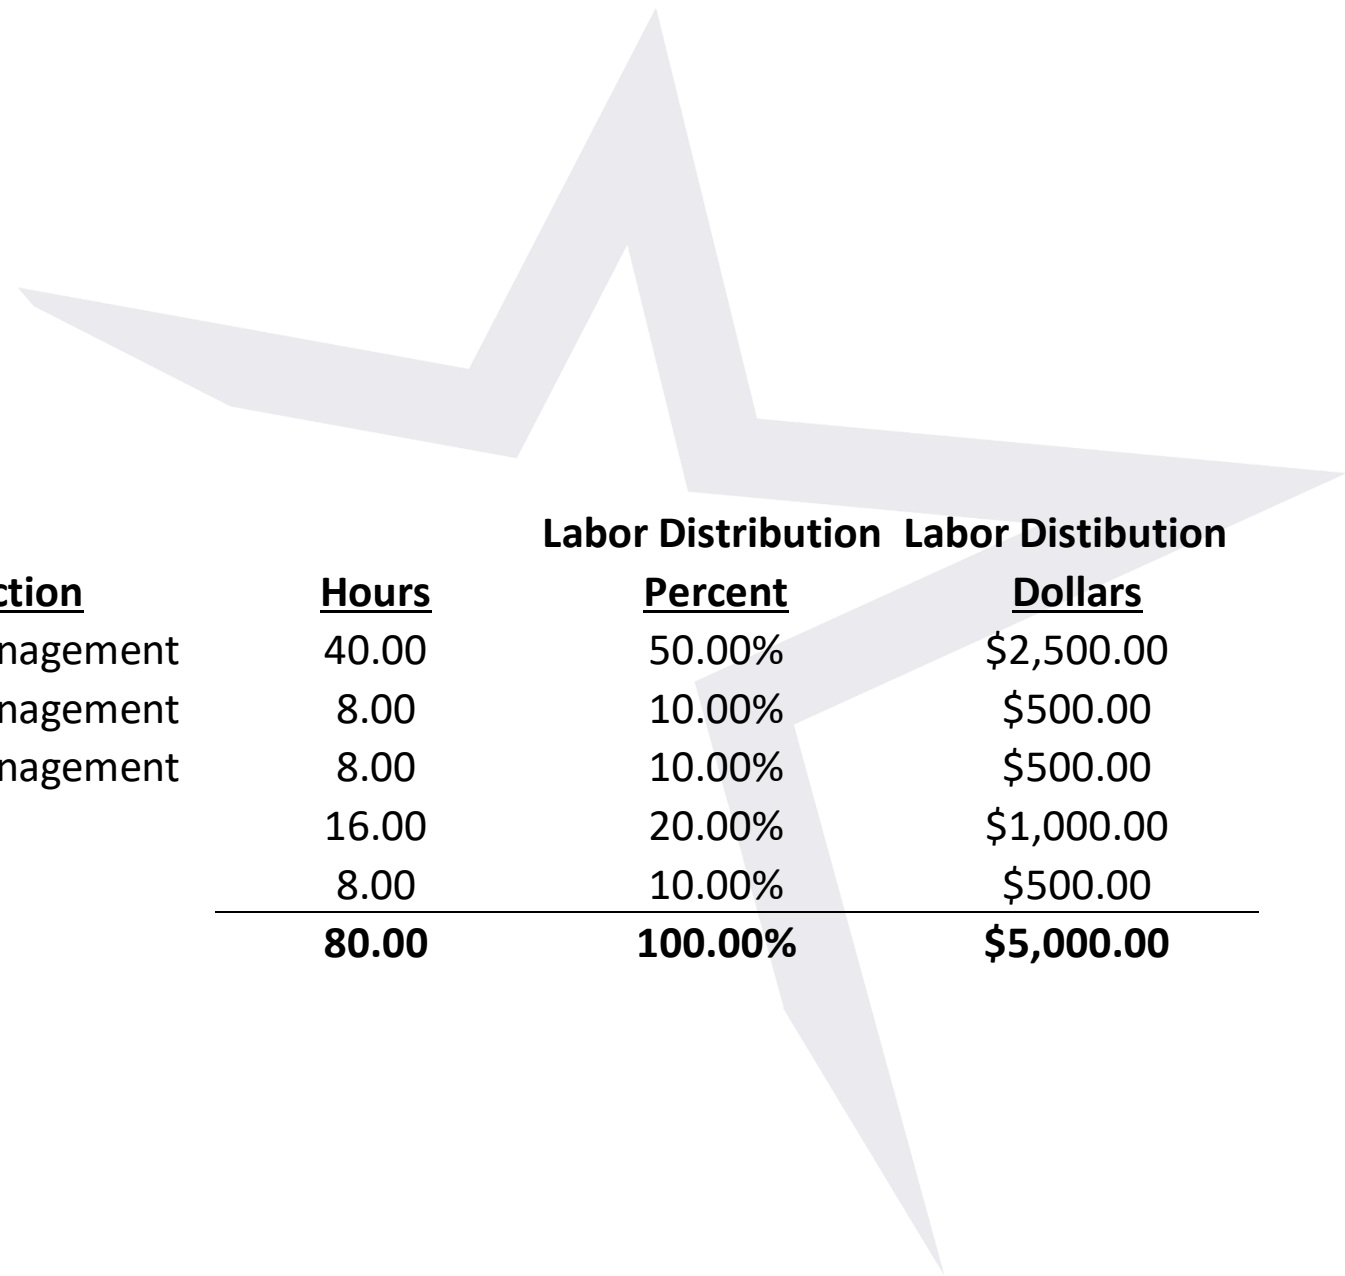 Labor Distribution Labor Distibution
ction Hours Percent Dollars
nagement 40.00 50.00% $2,500.00
nagement 8.00 10.00% $500.00
nagement 8.00 10.00% $500.00
16.00 20.00% $1,000.00
8.00 10.00% $500.00
80.00 100.00% $5,000.00